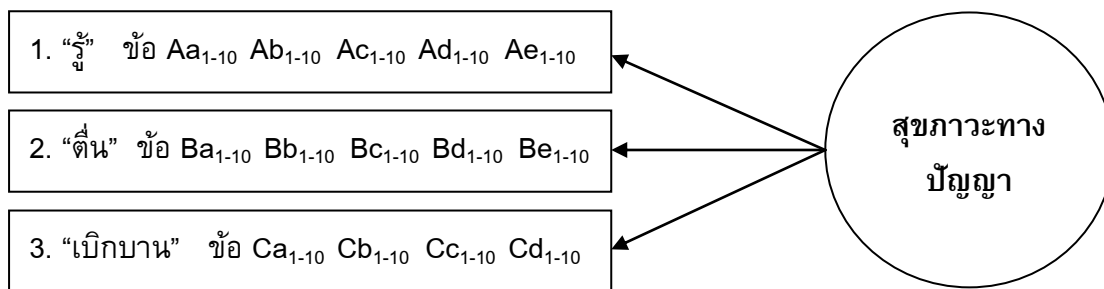 1. “รู้” ข้อ Aa1-10 Ab1-10 Ac1-10 Ad1-10 Ae1-10
2. “ตื่น” ข้อ Ba1-10 Bb1-10 Bc1-10 Bd1-10 Be1-10
3. “เบิกบาน” ข้อ Ca1-10 Cb1-10 Cc1-10 Cd1-10
สุขภาวะทาง
ปัญญา